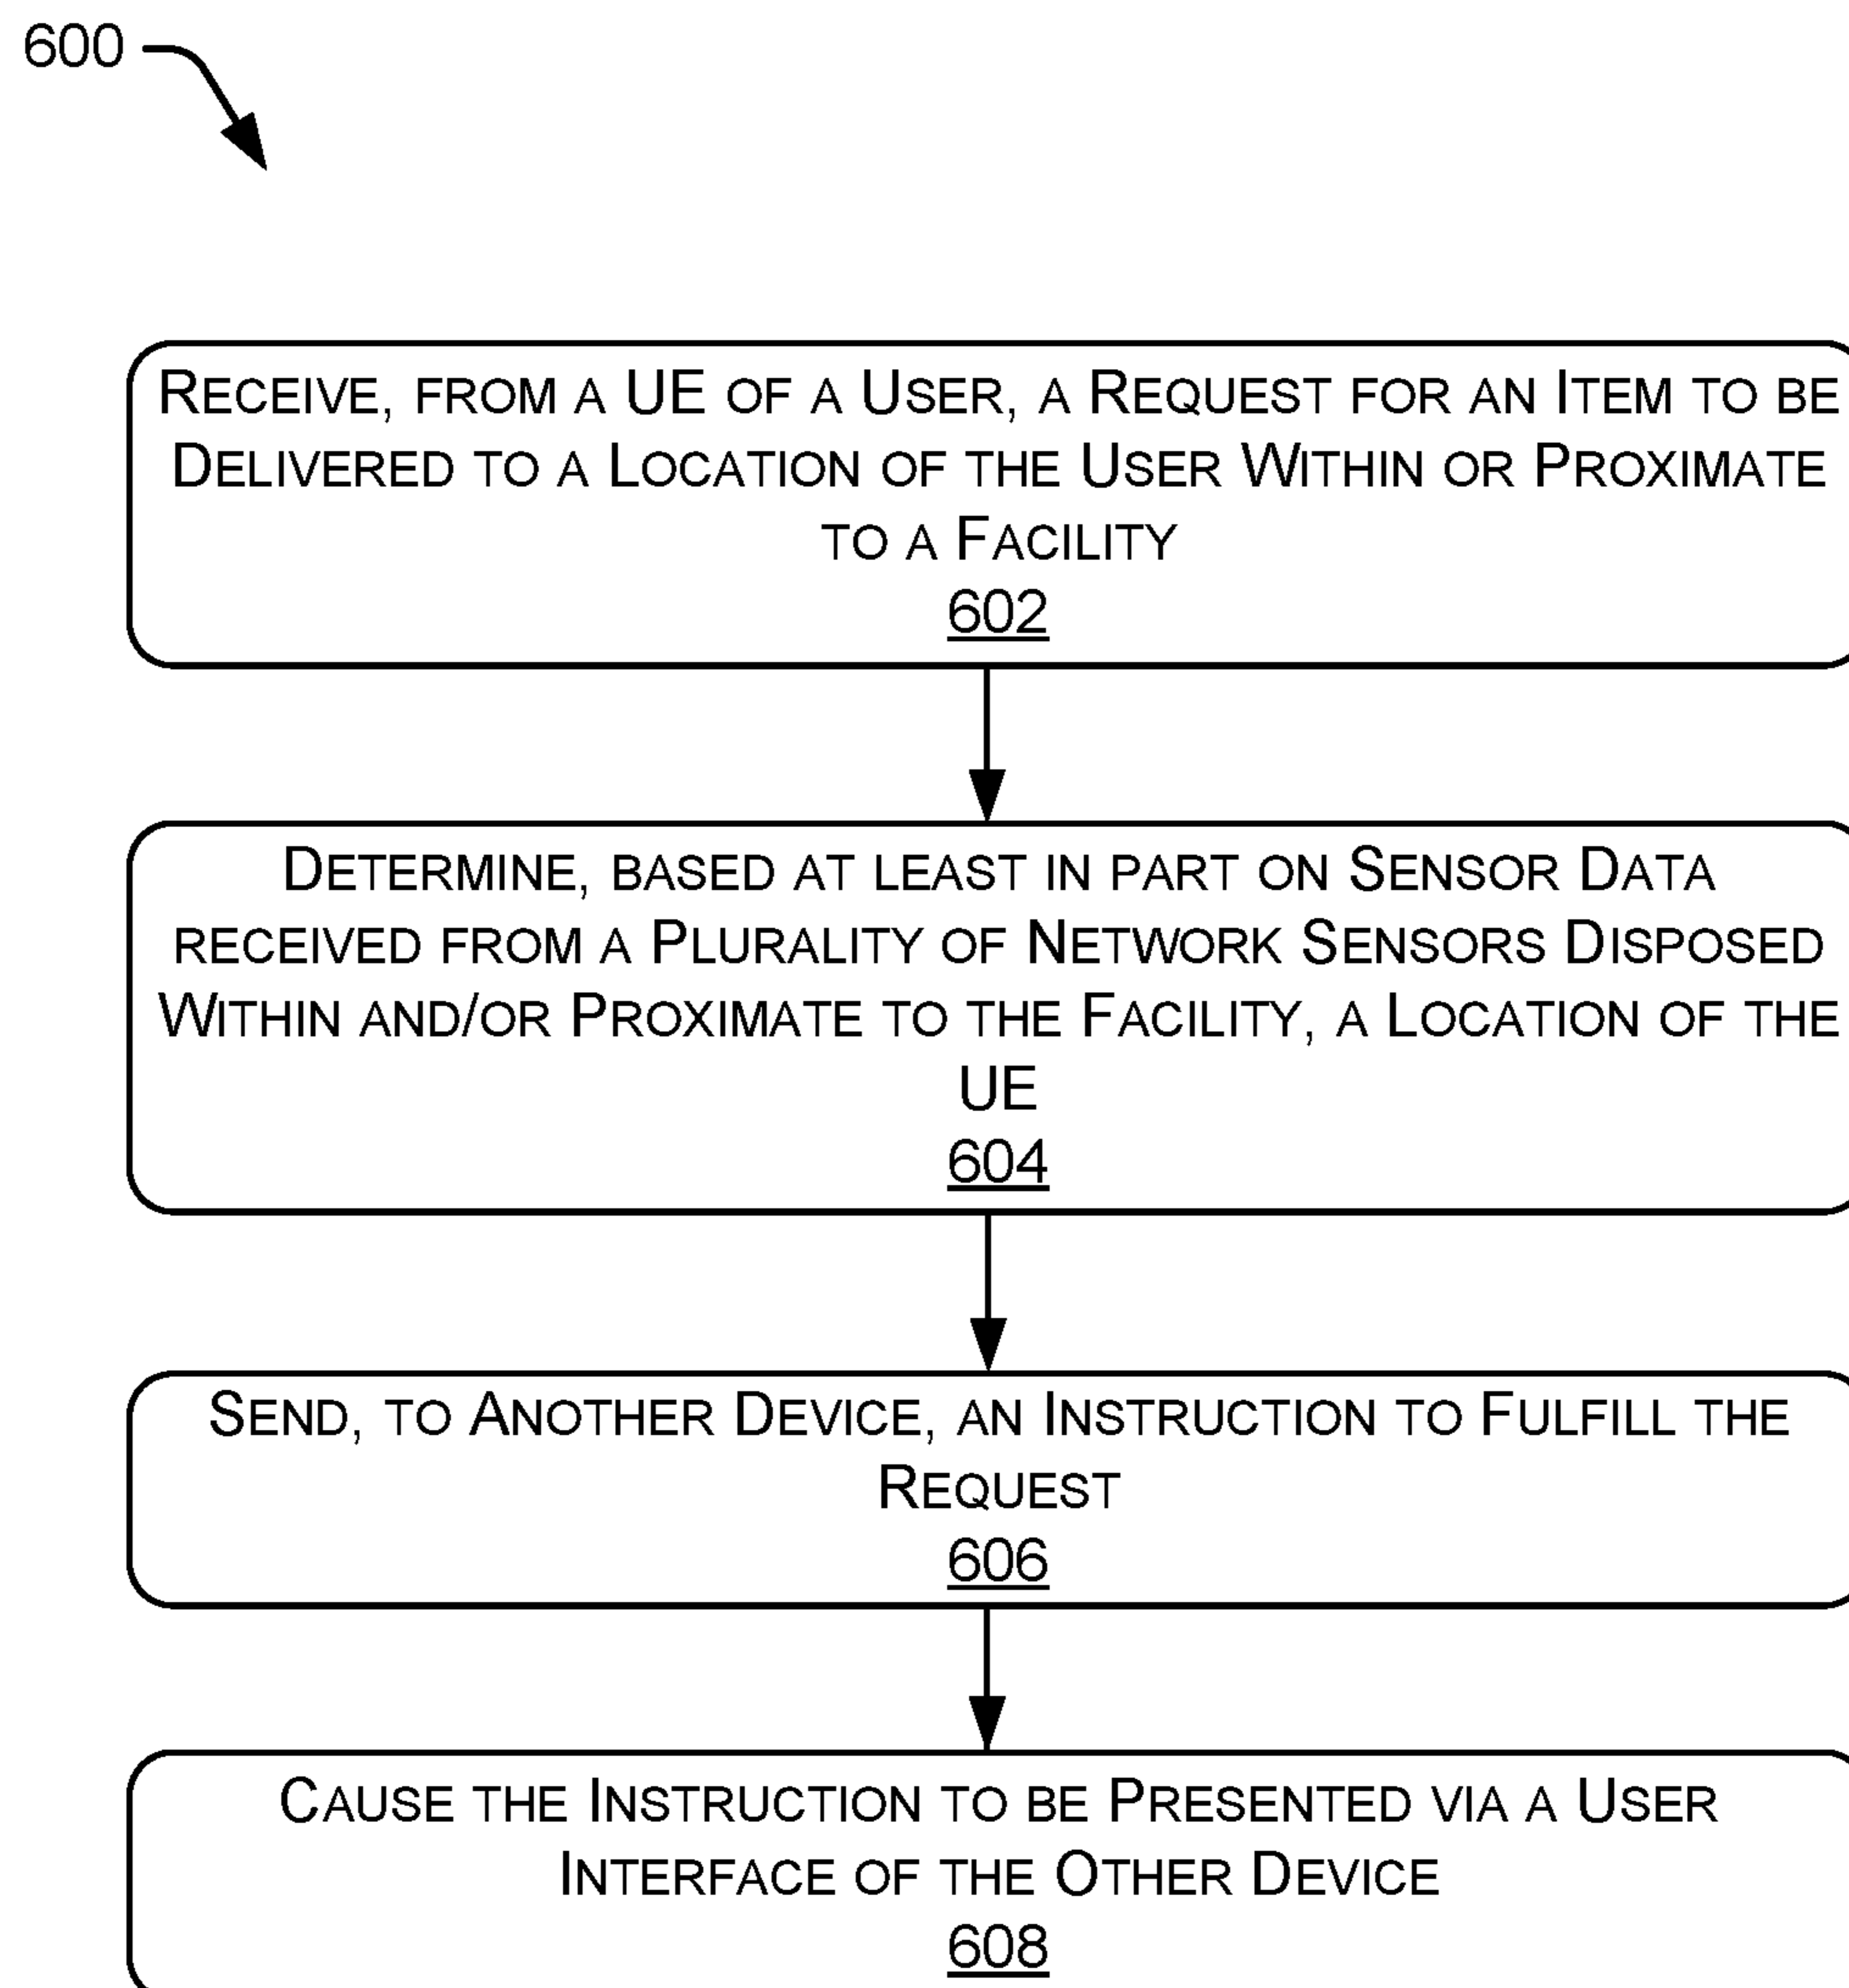 600
Receive, from a UE of a User, a Request for an Item to be
Delivered to a Location of the User Within or Proximate
to a Facility
602
Determine, based at least in part on Sensor Data
received from a Plurality of Network Sensors Disposed
Within and/or Proximate to the Facility, a Location of the
UE
604
Send, to Another Device, an Instruction to Fulfill the
Request
606
Cause the Instruction to be Presented via a User
Interface of the Other Device
608